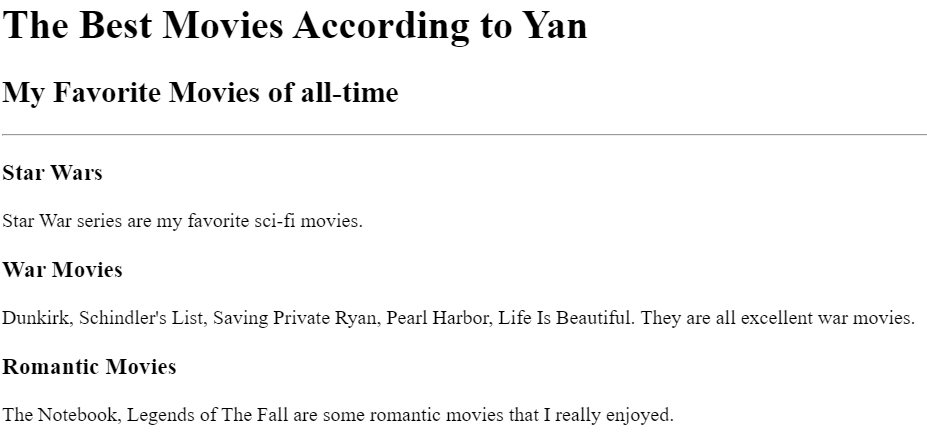 The Best Movies According to Yan
My Favorite Movies of all-time
Star Wars
Star War series are my favorite sci-fi movies.
War Movies
Dunkirk, Schindler's List, Saving Private Ryan, Pearl Harbor, Life Is Beautiful. They are all excellent war movies.
Romantic Movies
The Notebook, Legends of The Fall are some romantic movies that I really enjoyed.